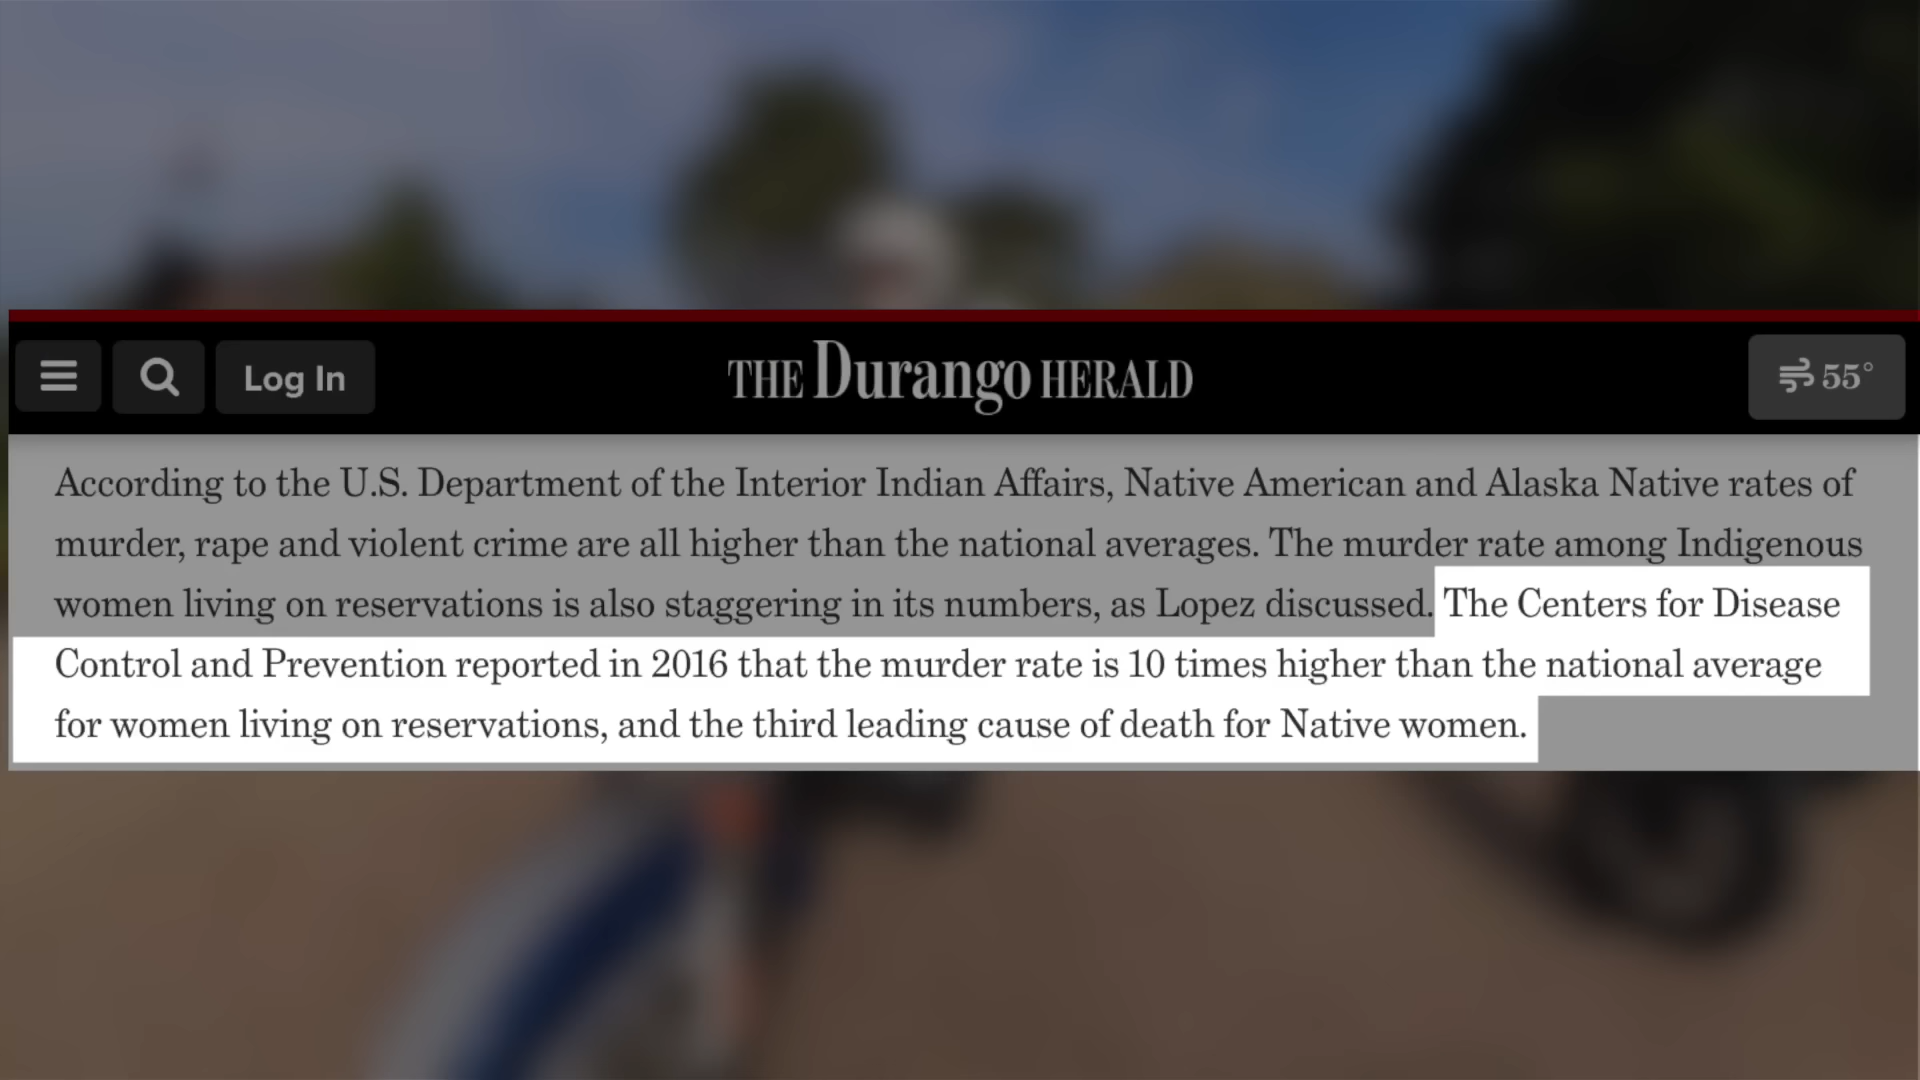 Log In
THE Durango HERALD
55°
According to the U.S. Department of the Interior Indian Affairs, Native American and Alaska Native rates of
murder, rape and violent crime are all higher than the national averages. The murder rate among Indigenous
women living on reservations is also staggering in its numbers, as Lopez discussed. The Centers for Disease
Control and Prevention reported in 2016 that the murder rate is 10 times higher than the national average
for women living on reservations, and the third leading cause of death for Native women.